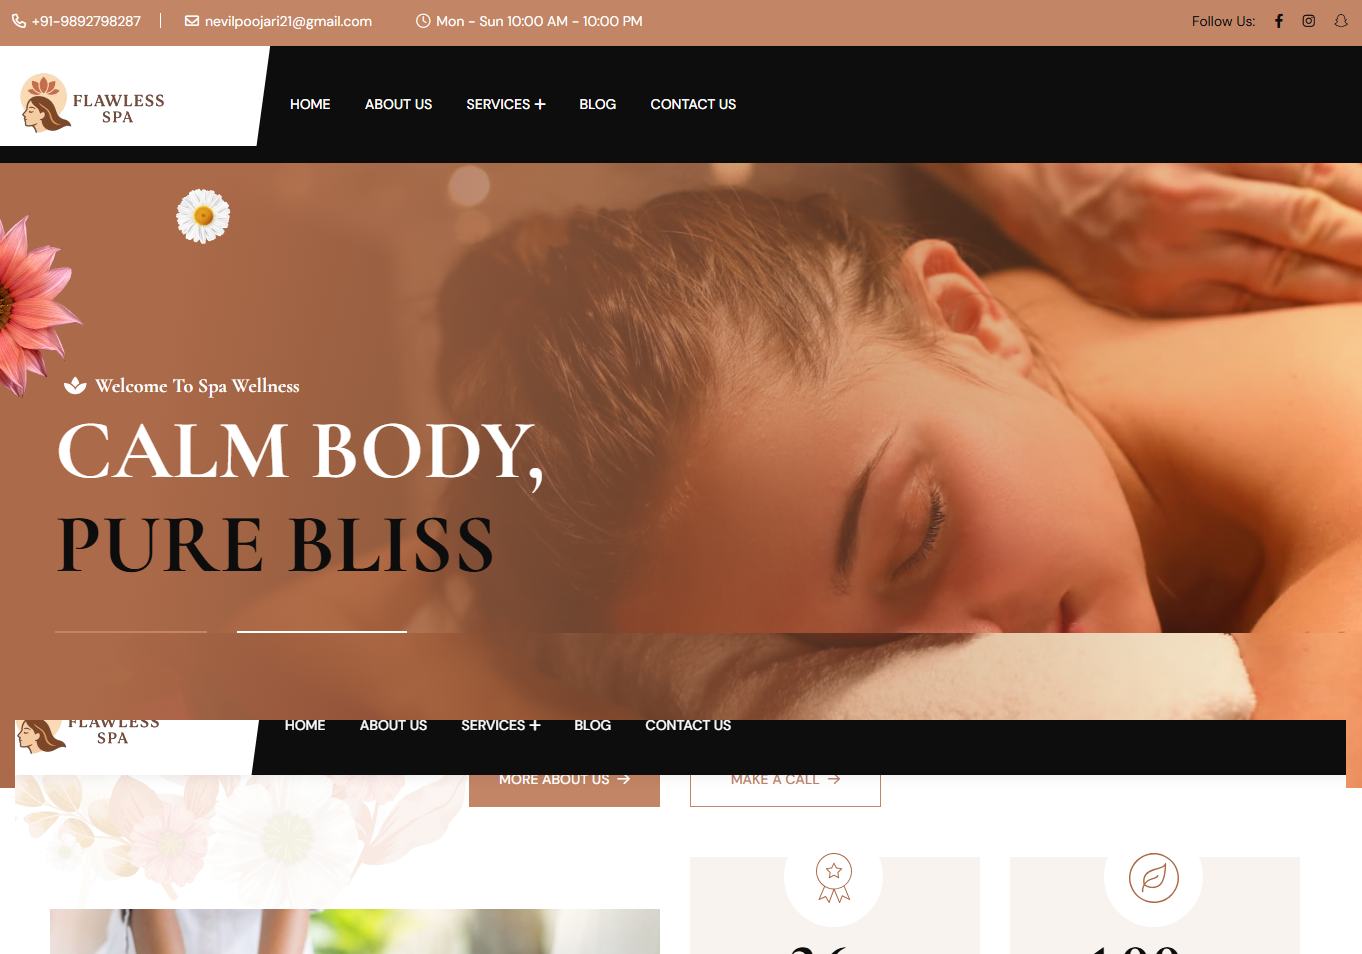 +91-9892798287
nevilpoojari21@gmail.com
Mon - Sun 10:00 AM - 10:00 PM
Follow Us:
FLAWLESS
SPA
HOME ABOUT US SERVICES + BLOG CONTACT US
Welcome To Spa Wellness
CALM BODY,
PURE BLISS
FLAWLESS
SPA
HOME ABOUT US SERVICES + BLOG CONTACT US
MORE ABOUT US →
MAKE A CALL →